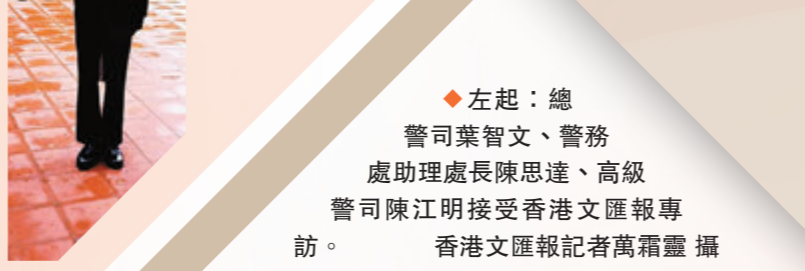 ◆左起：總
警司葉智文、警務
處助理處長陳思達、高級
警司陳江明接受香港文匯報專
訪。 香港文匯報記者萬霜靈 攝